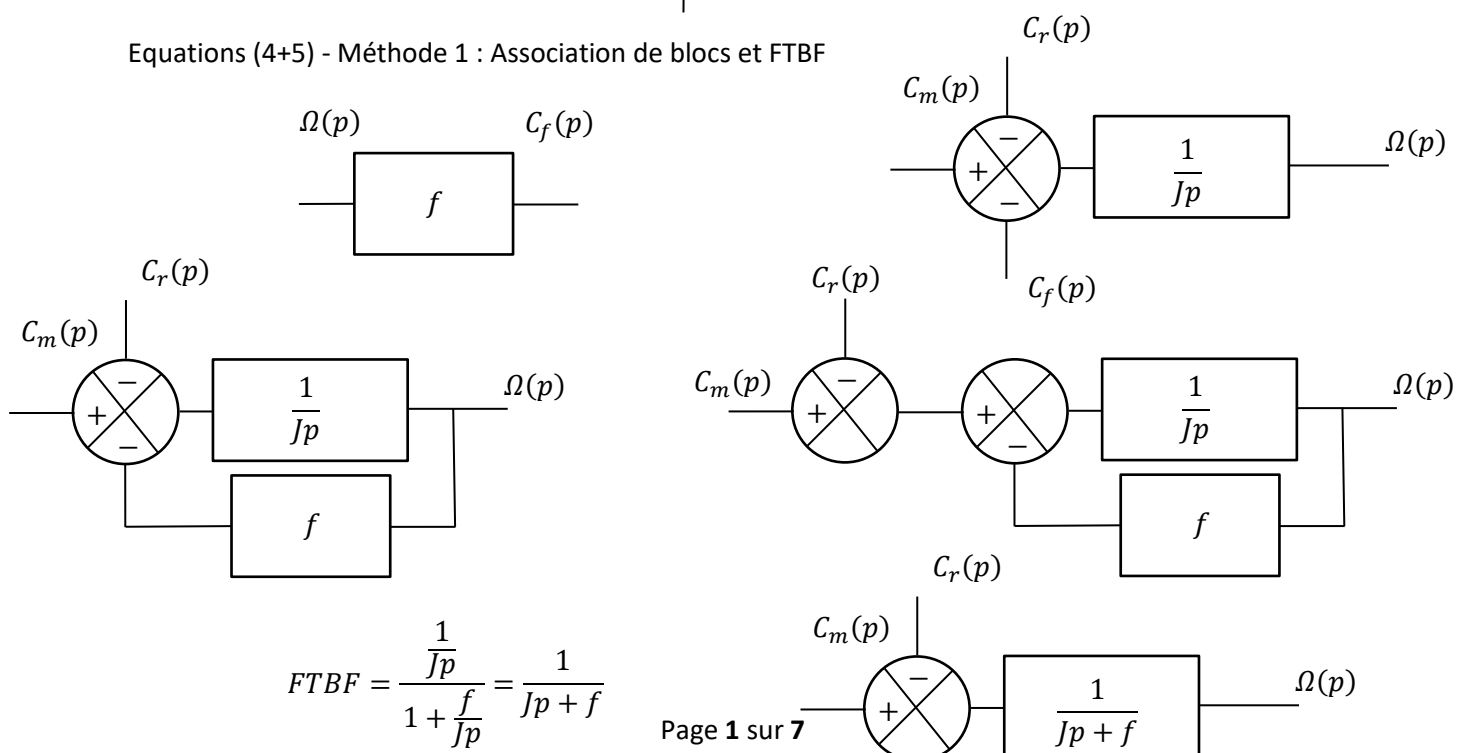 Equations (4+5) - Méthode 1 : Association de blocs et FTBF
Ω(p) C_f(p)
f
C_r(p)
C_m(p)
−
+
−
1/(Jp)
Ω(p)
C_f(p)
C_r(p)
C_m(p)
−
+
−
1/(Jp)
Ω(p)
f
C_r(p)
C_m(p)
−
+
+
−
1/(Jp)
Ω(p)
f
FTBF = (1/(Jp))/(1 + f/(Jp)) = 1/(Jp + f)
C_r(p)
C_m(p)
−
+
1/(Jp + f)
Ω(p)
Page 1 sur 7